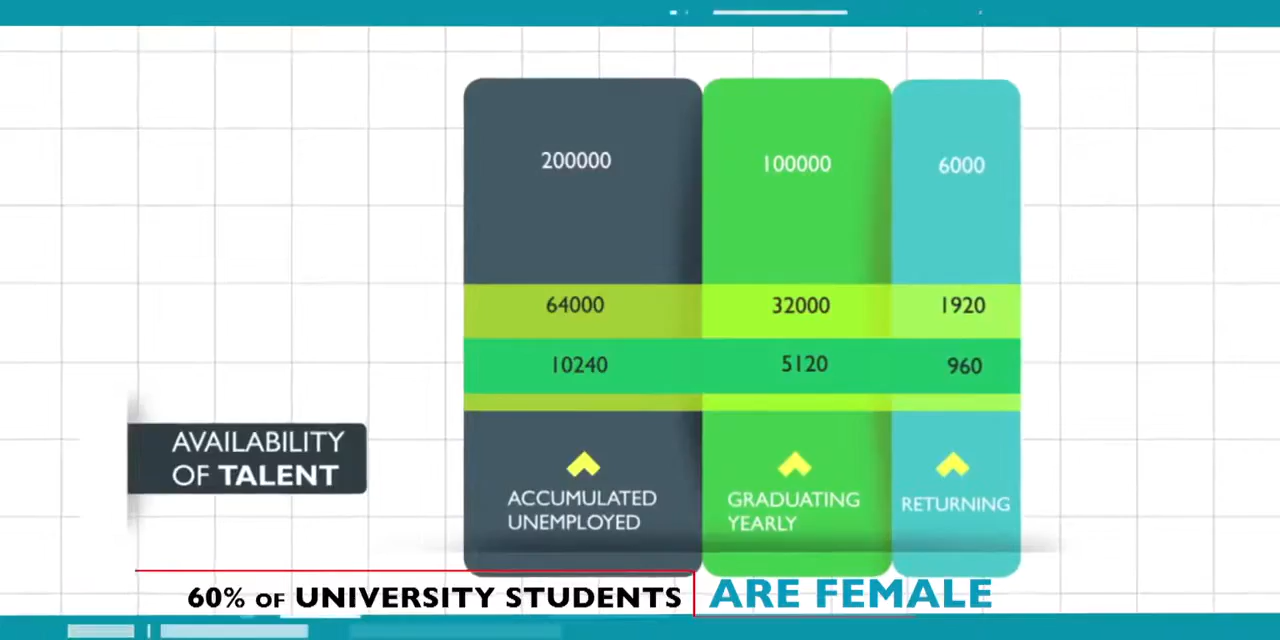 200000 100000 6000
64000 32000 1920
10240 5120 960
AVAILABILITY
OF TALENT
ACCUMULATED
UNEMPLOYED
GRADUATING
YEARLY
RETURNING
60% OF UNIVERSITY STUDENTS ARE FEMALE